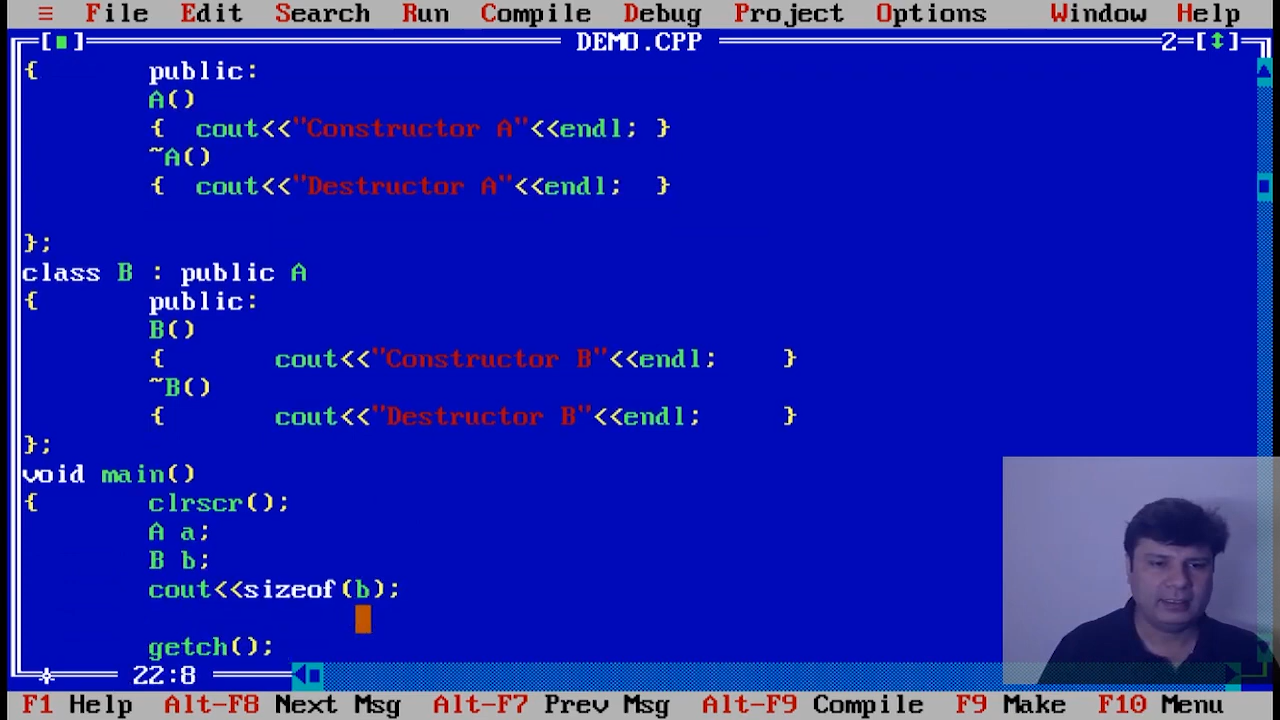 ≡ File Edit Search Run Compile Debug Project Options Window Help
[■] DEMO.CPP 2=[↕]
{ public:
A()
{ cout<<"Constructor A"<<endl; }
~A()
{ cout<<"Destructor A"<<endl; }
};
class B : public A
{ public:
B()
{ cout<<"Constructor B"<<endl; }
~B()
{ cout<<"Destructor B"<<endl; }
};
void main()
{ clrscr();
A a;
B b;
cout<<sizeof(b);
getch();
22:8
F1 Help Alt-F8 Next Msg Alt-F7 Prev Msg Alt-F9 Compile F9 Make F10 Menu